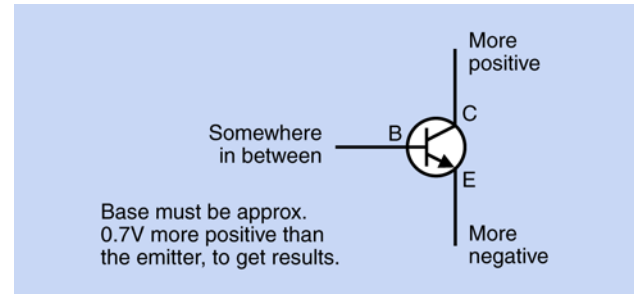 More
positive
C
Somewhere
in between
B
E
Base must be approx.
0.7V more positive than
the emitter, to get results.
More
negative